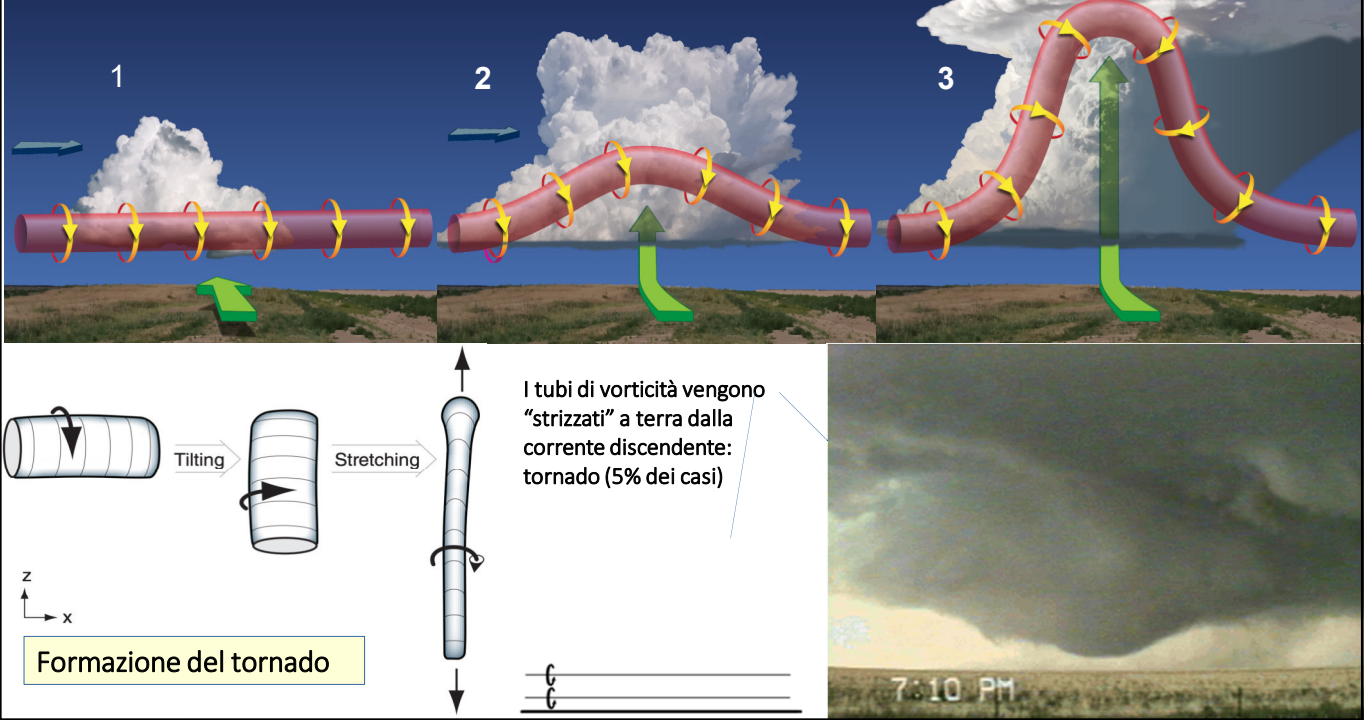 1
2
3
I tubi di vorticità vengono
“strizzati” a terra dalla
corrente discendente:
tornado (5% dei casi)
Tilting
Stretching
z
x
Formazione del tornado
7:10 PM